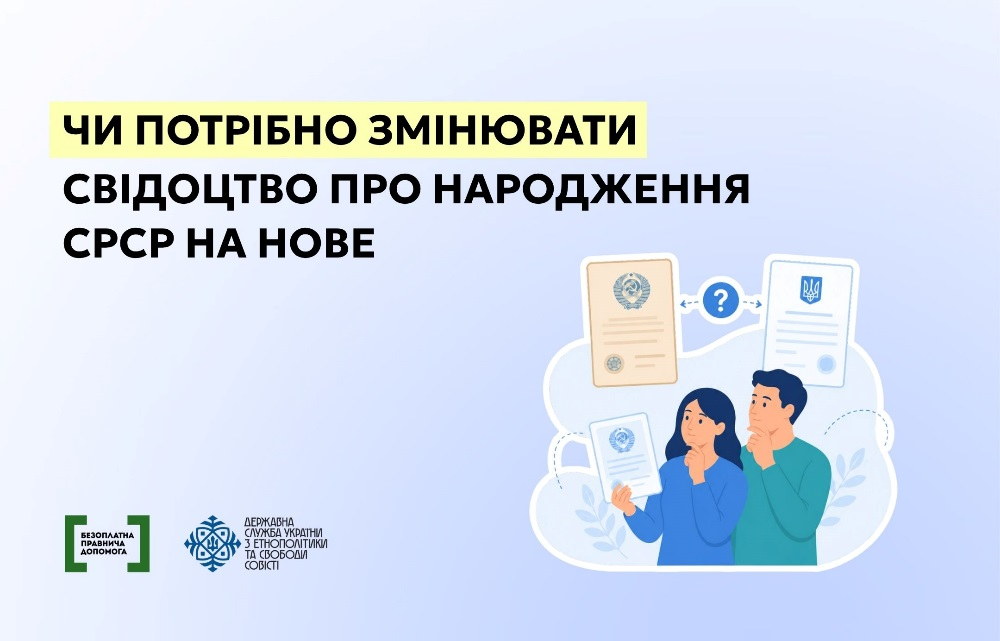 ЧИ ПОТРІБНО ЗМІНЮВАТИ
СВІДОЦТВО ПРО НАРОДЖЕННЯ
СРСР НА НОВЕ
?
БЕЗОПЛАТНА
ПРАВНИЧА
ДОПОМОГА
ДЕРЖАВНА
СЛУЖБА УКРАЇНИ
З ЕТНОПОЛІТИКИ
ТА СВОБОДИ
СОВІСТІ